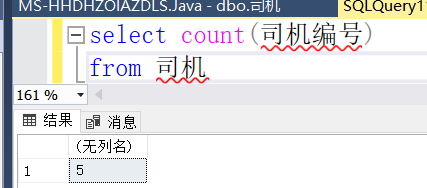 MS-HHDHZOIAZDLS.Java - dbo.司机
SQLQuery1
select count(司机编号)
from 司机
161 %
结果
消息
(无列名)
1
5